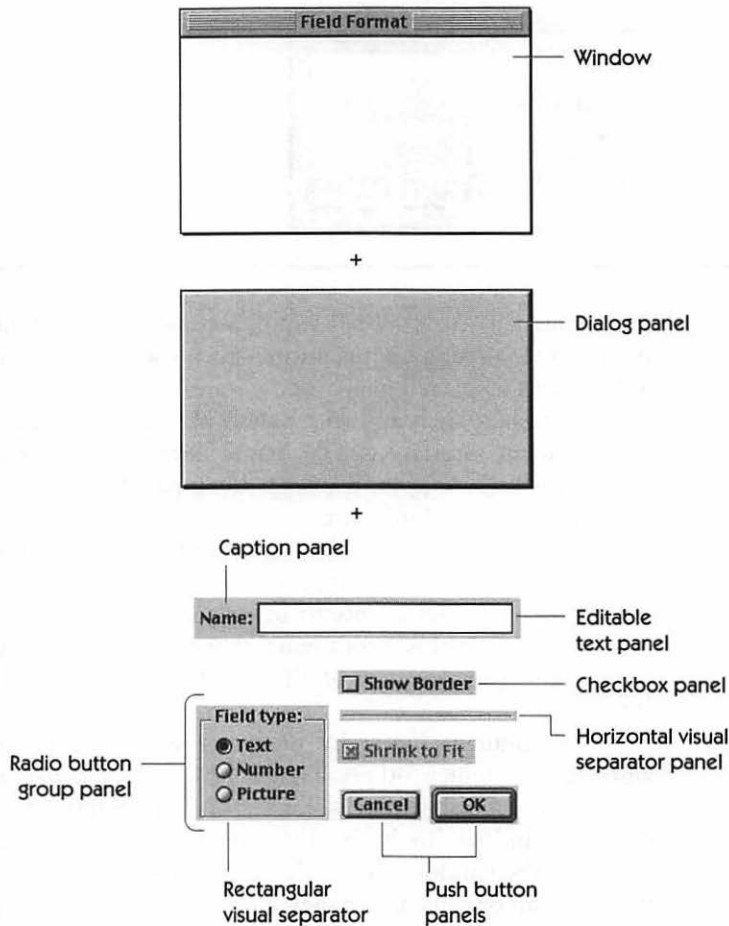 Field Format
Window
+
Dialog panel
+
Caption panel
Name:
Editable
text panel
Show Border
Checkbox panel
Field type:
Text
Number
Picture
Horizontal visual
separator panel
Shrink to Fit
Radio button
group panel
Cancel
OK
Rectangular
visual separator
Push button
panels